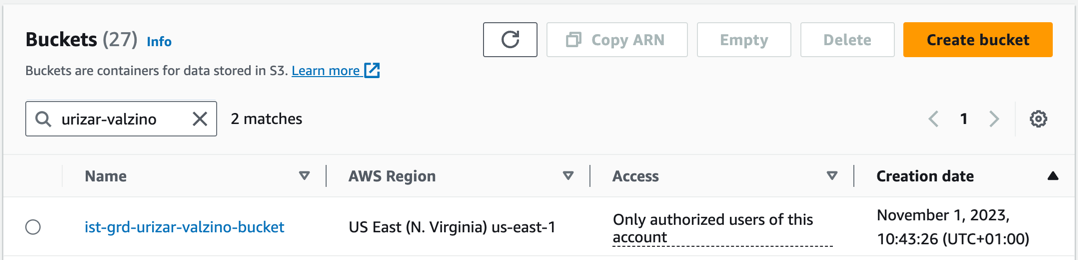 Buckets (27) Info
Copy ARN Empty Delete Create bucket
Buckets are containers for data stored in S3. Learn more
urizar-valzino 2 matches 1
Name AWS Region Access Creation date
ist-grd-urizar-valzino-bucket US East (N. Virginia) us-east-1 Only authorized users of this account November 1, 2023, 10:43:26 (UTC+01:00)